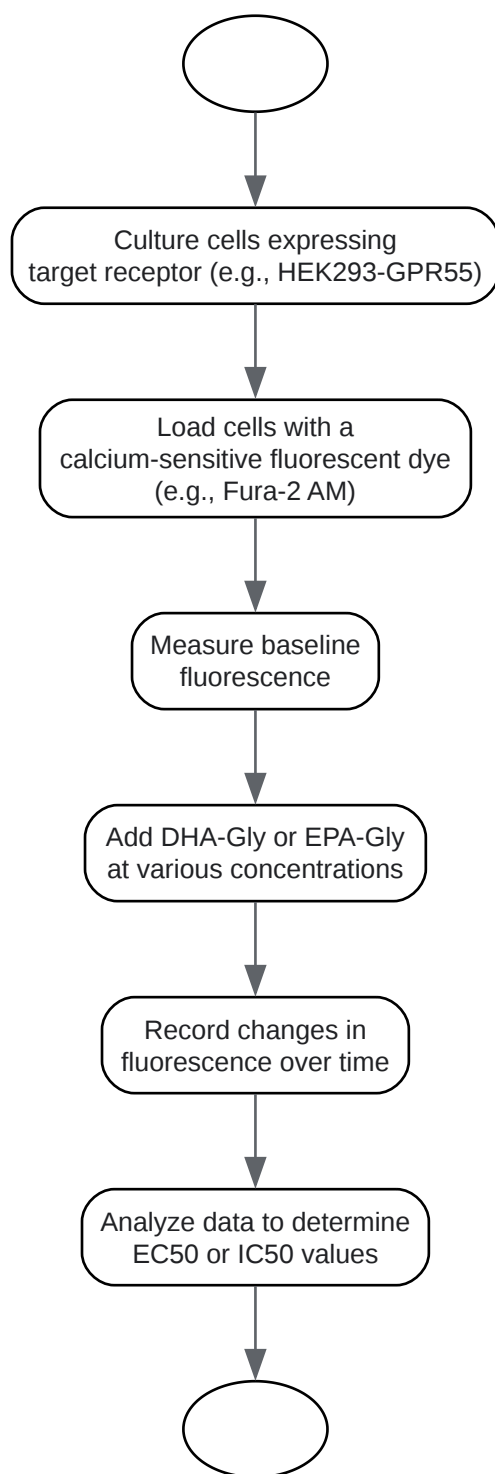 Culture cells expressing
target receptor (e.g., HEK293-GPR55)
Load cells with a
calcium-sensitive fluorescent dye
(e.g., Fura-2 AM)
Measure baseline
fluorescence
Add DHA-Gly or EPA-Gly
at various concentrations
Record changes in
fluorescence over time
Analyze data to determine
EC50 or IC50 values